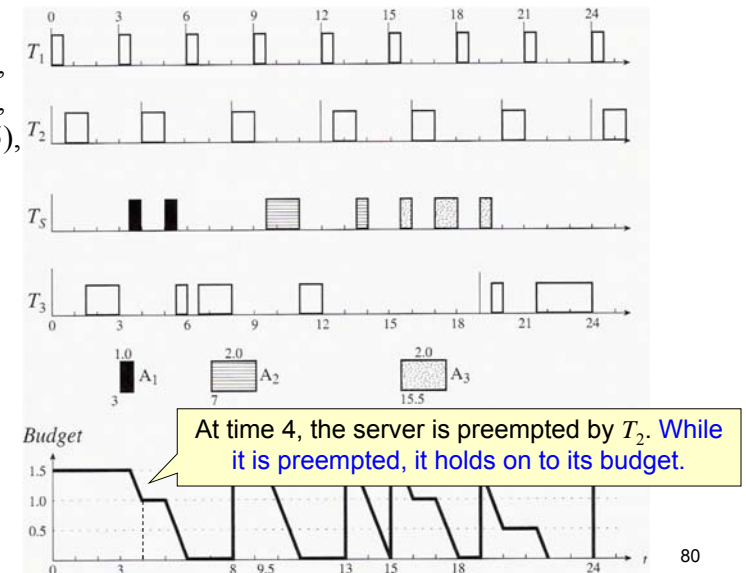 0 3 6 9 12 15 18 21 24
T1
,
,
T2
),
TS
T3
0 3 6 9 12 15 18 21 24
1.0 2.0 2.0
A1 A2 A3
3 7 15.5
Budget
At time 4, the server is preempted by T2. While
it is preempted, it holds on to its budget.
1.5
1.0
0.5
0 3 8 9.5 13 15 18 24 t
80